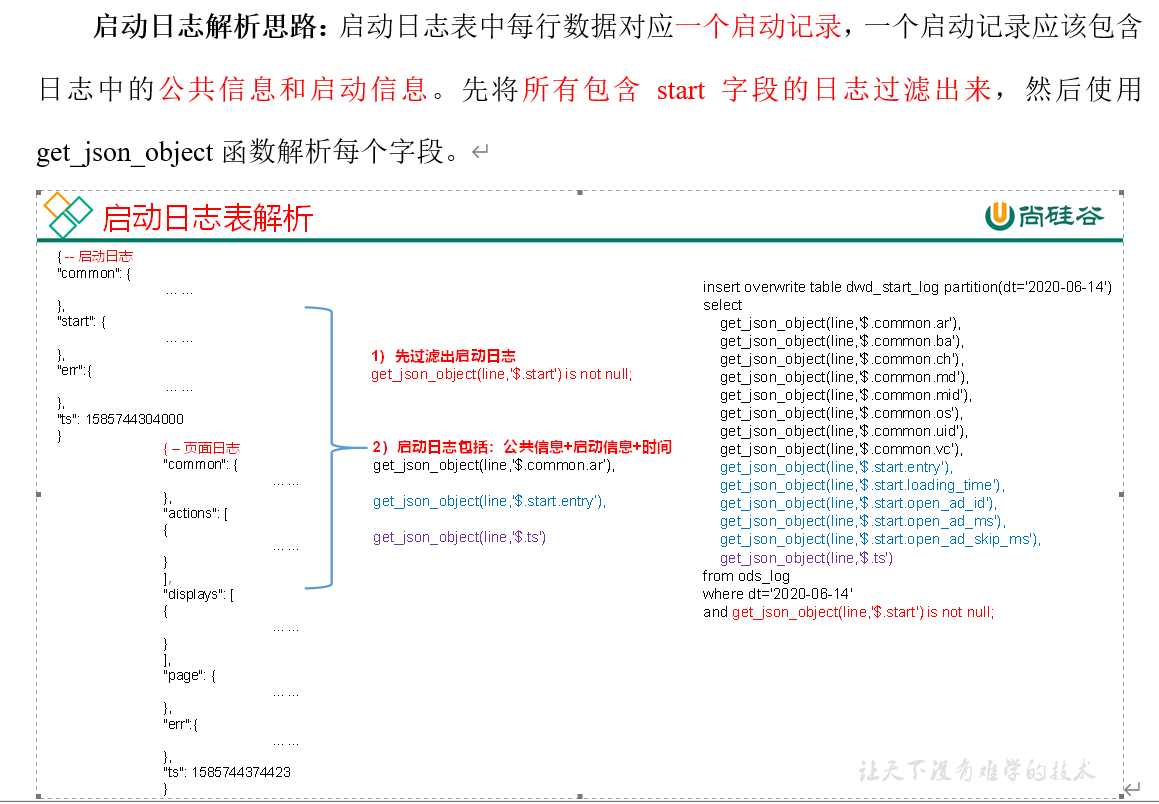 启动日志解析思路：启动日志表中每行数据对应一个启动记录，一个启动记录应该包含
日志中的公共信息和启动信息。先将所有包含 start 字段的日志过滤出来，然后使用
get_json_object 函数解析每个字段。
启动日志表解析
尚硅谷
{ -- 启动日志
"common": {
… …
},
"start": {
… …
},
"err":{
… …
},
"ts": 1585744304000
}
{ -- 页面日志
"common": {
… …
},
"actions": [
{
… …
}
],
"displays": [
{
… …
}
],
"page": {
… …
},
"err":{
… …
},
"ts": 1585744374423
}
1）先过滤出启动日志
get_json_object(line,'$.start') is not null;
2）启动日志包括：公共信息+启动信息+时间
get_json_object(line,'$.common.ar'),
get_json_object(line,'$.start.entry'),
get_json_object(line,'$.ts')
insert overwrite table dwd_start_log partition(dt='2020-06-14')
select
get_json_object(line,'$.common.ar'),
get_json_object(line,'$.common.ba'),
get_json_object(line,'$.common.ch'),
get_json_object(line,'$.common.md'),
get_json_object(line,'$.common.mid'),
get_json_object(line,'$.common.os'),
get_json_object(line,'$.common.uid'),
get_json_object(line,'$.common.vc'),
get_json_object(line,'$.start.entry'),
get_json_object(line,'$.start.loading_time'),
get_json_object(line,'$.start.open_ad_id'),
get_json_object(line,'$.start.open_ad_ms'),
get_json_object(line,'$.start.open_ad_skip_ms'),
get_json_object(line,'$.ts')
from ods_log
where dt='2020-06-14'
and get_json_object(line,'$.start') is not null;
让天下没有难学的技术